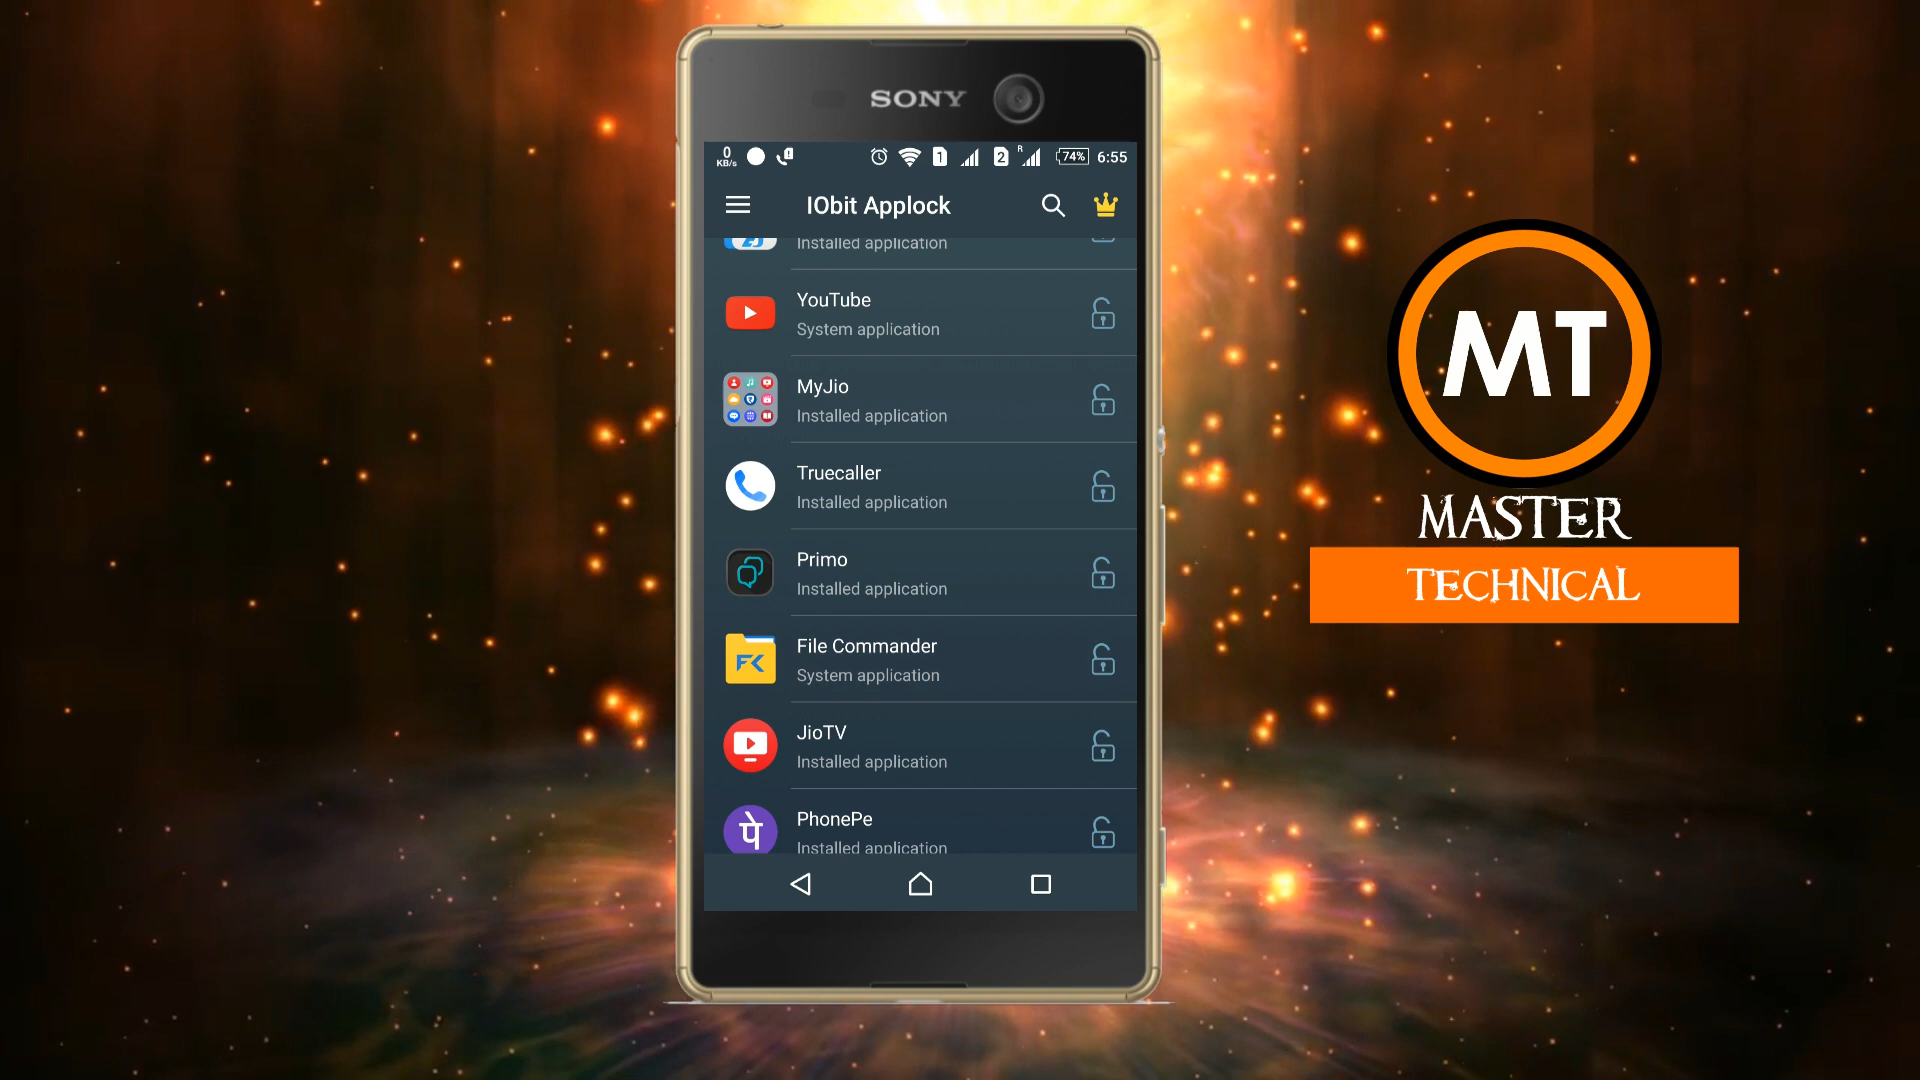 SONY
0
KB/s
1
2
R
74%
6:55
IObit Applock
Installed application
YouTube
System application
MyJio
Installed application
Truecaller
Installed application
Primo
Installed application
File Commander
System application
JioTV
Installed application
PhonePe
Installed application
पे
MT
MASTER
TECHNICAL